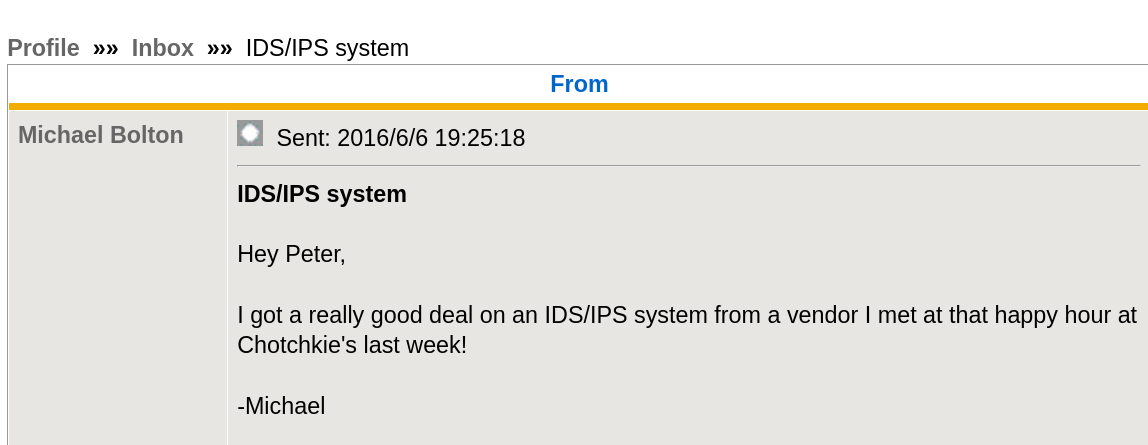 Profile »» Inbox »» IDS/IPS system
From
Michael Bolton
Sent: 2016/6/6 19:25:18
IDS/IPS system
Hey Peter,
I got a really good deal on an IDS/IPS system from a vendor I met at that happy hour at
Chotchkie's last week!
-Michael